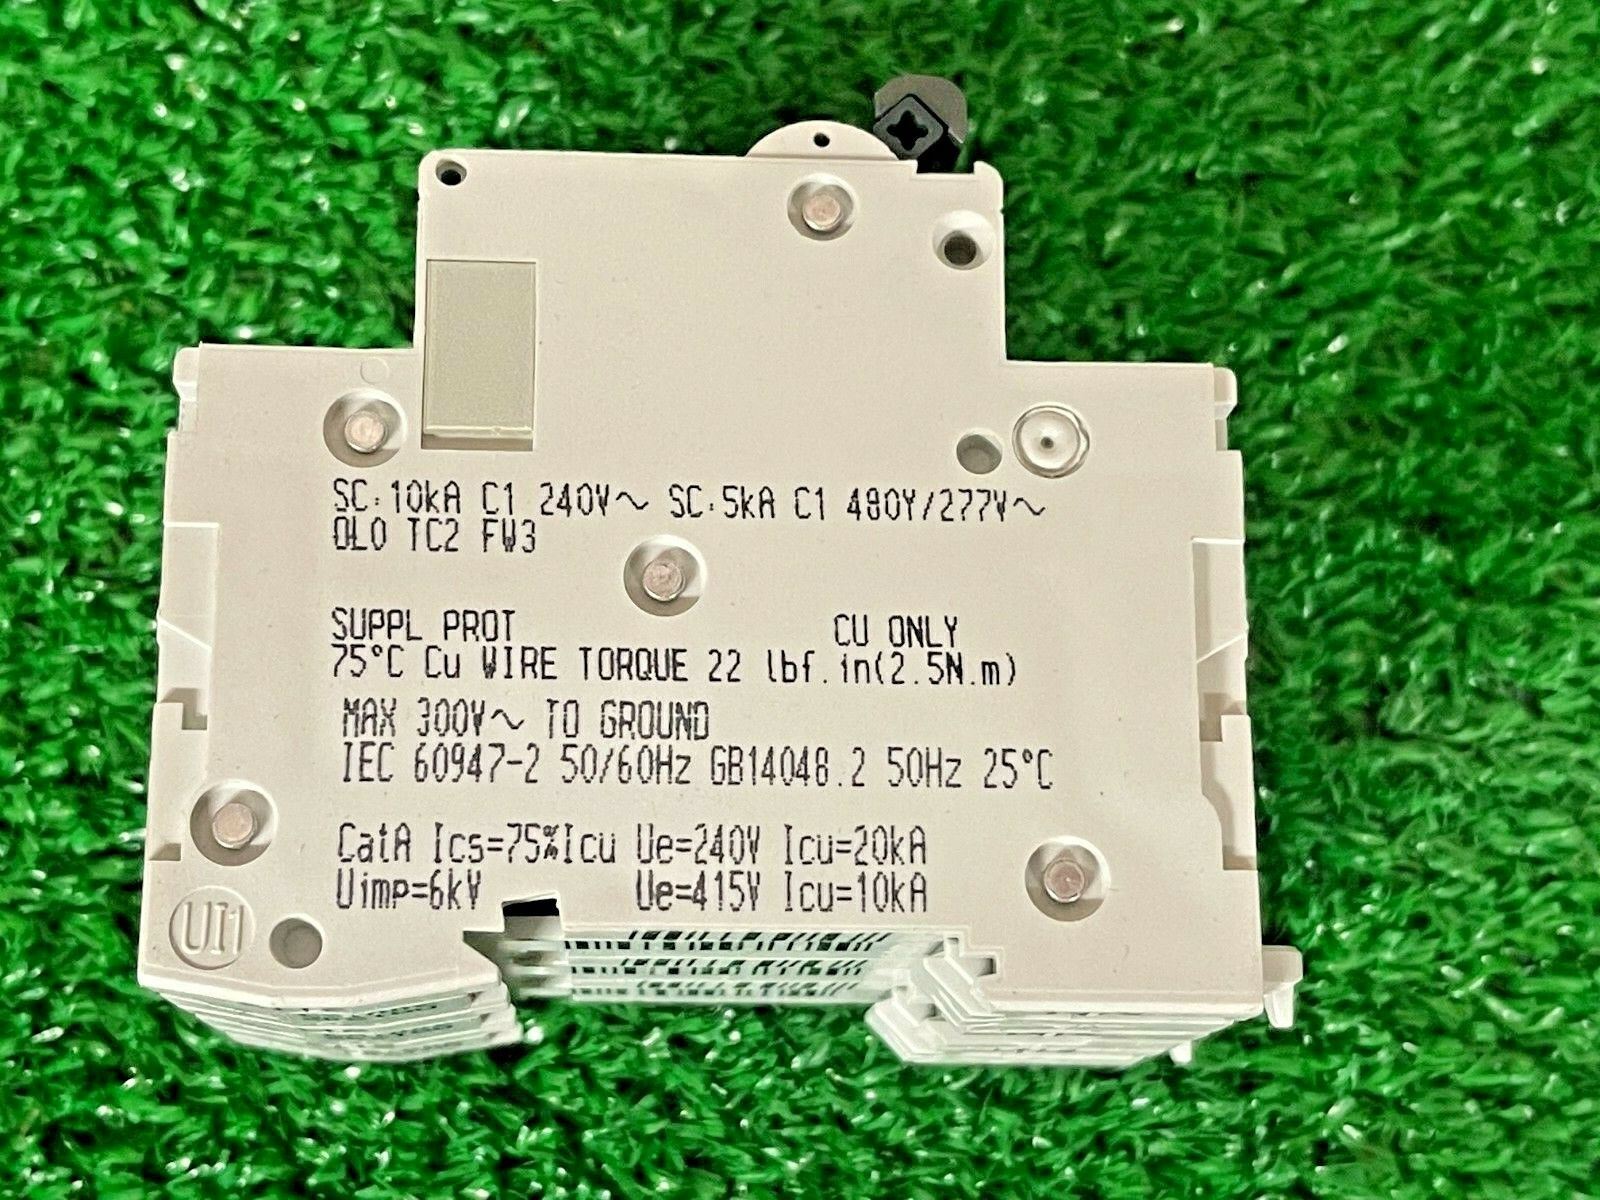 SC:10kA C1 240V~ SC:5kA C1 480Y/277V~
OL0 TC2 FW3
SUPPL PROT CU ONLY
75°C Cu WIRE TORQUE 22 lbf.in(2.5N.m)
MAX 300V~ TO GROUND
IEC 60947-2 50/60Hz GB14048.2 50Hz 25°C
CatA Ics=75%Icu Ue=240V Icu=20kA
Uimp=6kV Ue=415V Icu=10kA
UI1